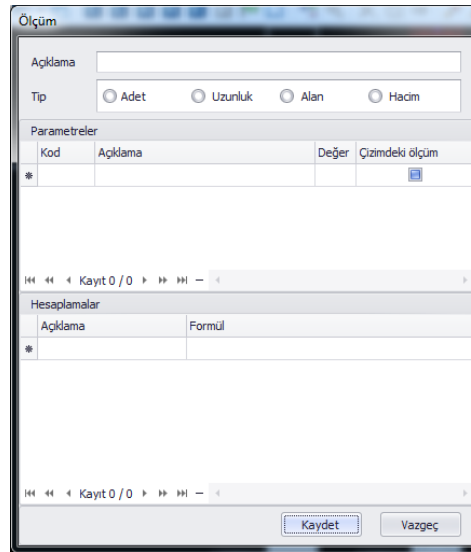 Ölçüm
Açıklama
Tip Adet Uzunluk Alan Hacim
Parametreler
Kod Açıklama Değer Çizimdeki ölçüm
Kayıt 0 / 0
Hesaplamalar
Açıklama Formül
Kayıt 0 / 0
Kaydet Vazgeç